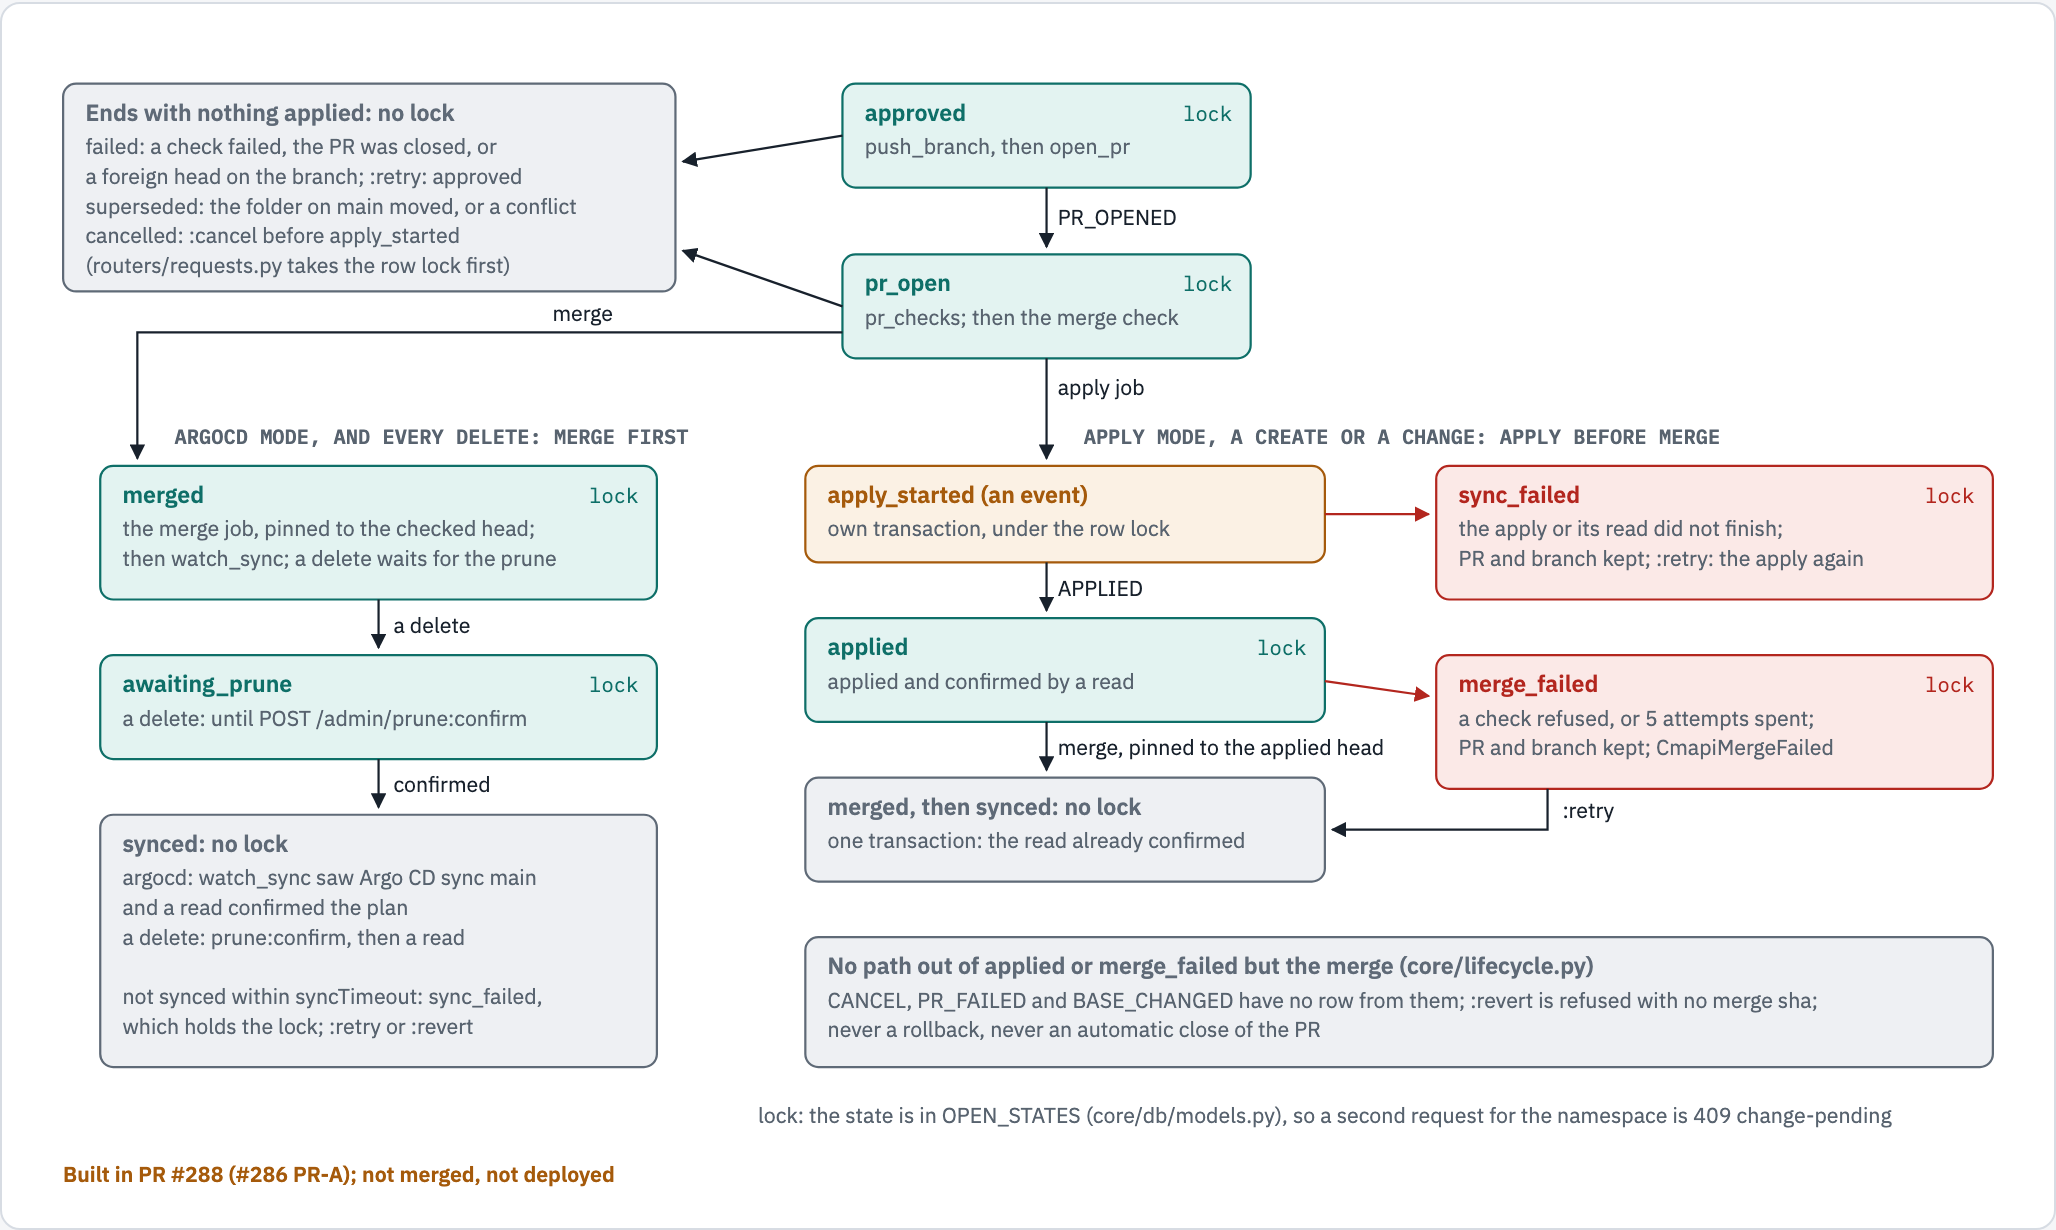 Ends with nothing applied: no lock
failed: a check failed, the PR was closed, or
a foreign head on the branch; :retry: approved
superseded: the folder on main moved, or a conflict
cancelled: :cancel before apply_started
(routers/requests.py takes the row lock first)
approved lock
push_branch, then open_pr
PR_OPENED
pr_open lock
pr_checks; then the merge check
merge
apply job
ARGOCD MODE, AND EVERY DELETE: MERGE FIRST
merged lock
the merge job, pinned to the checked head;
then watch_sync; a delete waits for the prune
a delete
awaiting_prune lock
a delete: until POST /admin/prune:confirm
confirmed
synced: no lock
argocd: watch_sync saw Argo CD sync main
and a read confirmed the plan
a delete: prune:confirm, then a read
not synced within syncTimeout: sync_failed,
which holds the lock; :retry or :revert
APPLY MODE, A CREATE OR A CHANGE: APPLY BEFORE MERGE
apply_started (an event)
own transaction, under the row lock
sync_failed lock
the apply or its read did not finish;
PR and branch kept; :retry: the apply again
APPLIED
applied lock
applied and confirmed by a read
merge_failed lock
a check refused, or 5 attempts spent;
PR and branch kept; CmapiMergeFailed
merge, pinned to the applied head
:retry
merged, then synced: no lock
one transaction: the read already confirmed
No path out of applied or merge_failed but the merge (core/lifecycle.py)
CANCEL, PR_FAILED and BASE_CHANGED have no row from them; :revert is refused with no merge sha;
never a rollback, never an automatic close of the PR
lock: the state is in OPEN_STATES (core/db/models.py), so a second request for the namespace is 409 change-pending
Built in PR #288 (#286 PR-A); not merged, not deployed